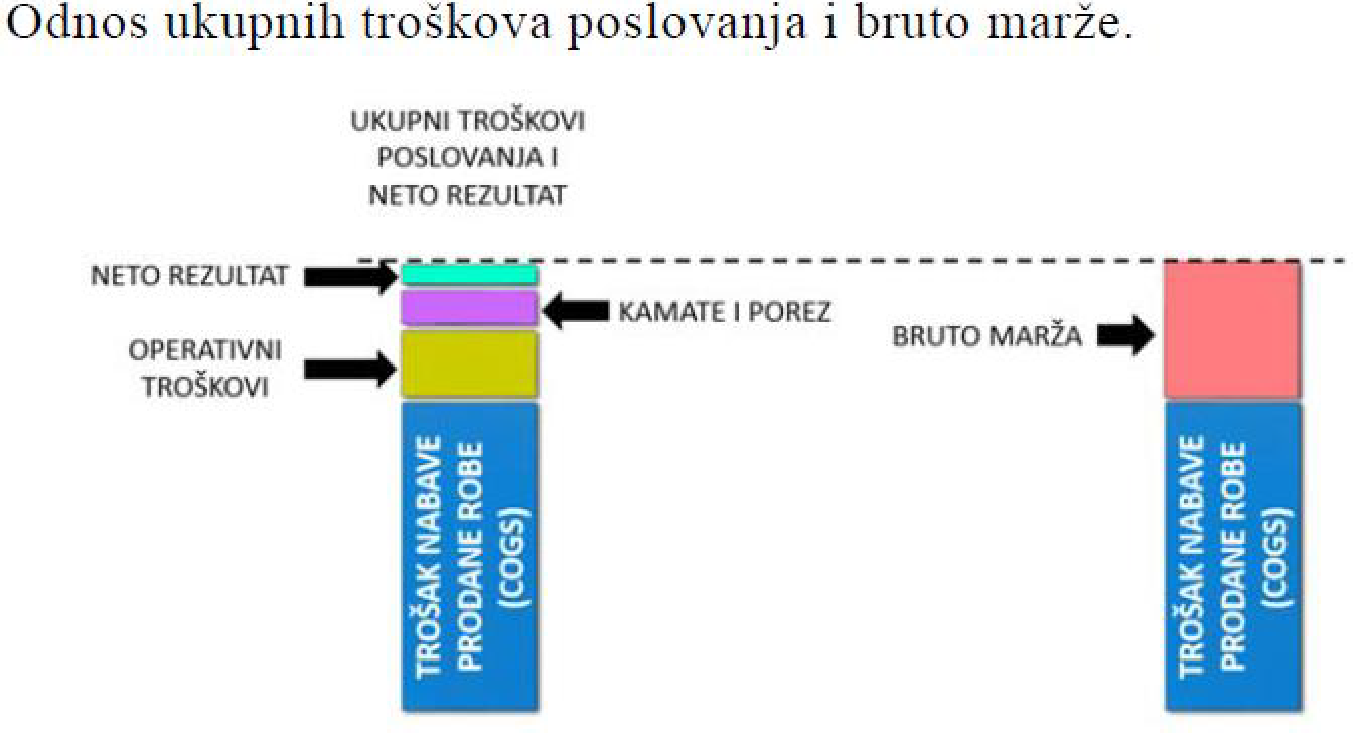 Odnos ukupnih troškova poslovanja i bruto marže.
UKUPNI TROŠKOVI
POSLOVANJA I
NETO REZULTAT
NETO REZULTAT
KAMATE I POREZ
BRUTO MARŽA
OPERATIVNI
TROŠKOVI
TROŠAK NABAVE
PRODANE ROBE
(COGS)
TROŠAK NABAVE
PRODANE ROBE
(COGS)